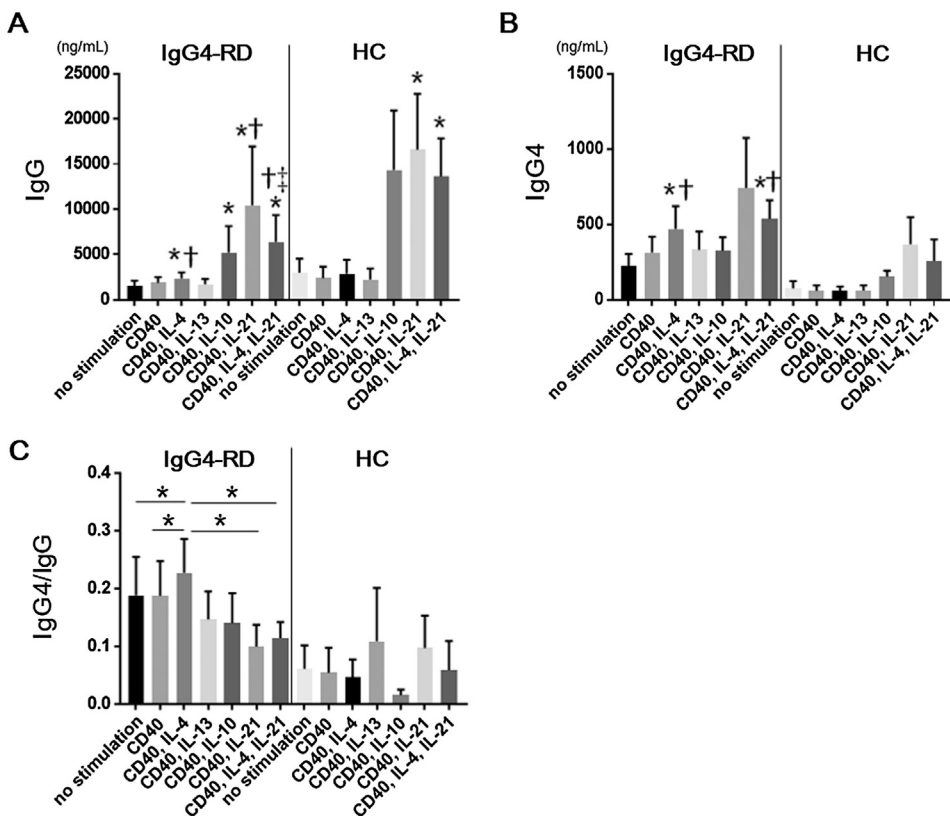 A
(ng/mL)
IgG4-RD
HC
IgG
25000
20000
15000
10000
5000
0
*†
*
*†
†‡
*
*
*
no stimulation
CD40
CD40, IL-4
CD40, IL-13
CD40, IL-10
CD40, IL-21
CD40, IL-4, IL-21
no stimulation
CD40
CD40, IL-4
CD40, IL-13
CD40, IL-10
CD40, IL-21
CD40, IL-4, IL-21
B
(ng/mL)
IgG4-RD
HC
IgG4
1500
1000
500
0
*†
*†
no stimulation
CD40
CD40, IL-4
CD40, IL-13
CD40, IL-10
CD40, IL-21
CD40, IL-4, IL-21
no stimulation
CD40
CD40, IL-4
CD40, IL-13
CD40, IL-10
CD40, IL-21
CD40, IL-4, IL-21
C
IgG4-RD
HC
IgG4/IgG
0.4
0.3
0.2
0.1
0.0
*
*
*
*
no stimulation
CD40
CD40, IL-4
CD40, IL-13
CD40, IL-10
CD40, IL-21
CD40, IL-4, IL-21
no stimulation
CD40
CD40, IL-4
CD40, IL-13
CD40, IL-10
CD40, IL-21
CD40, IL-4, IL-21